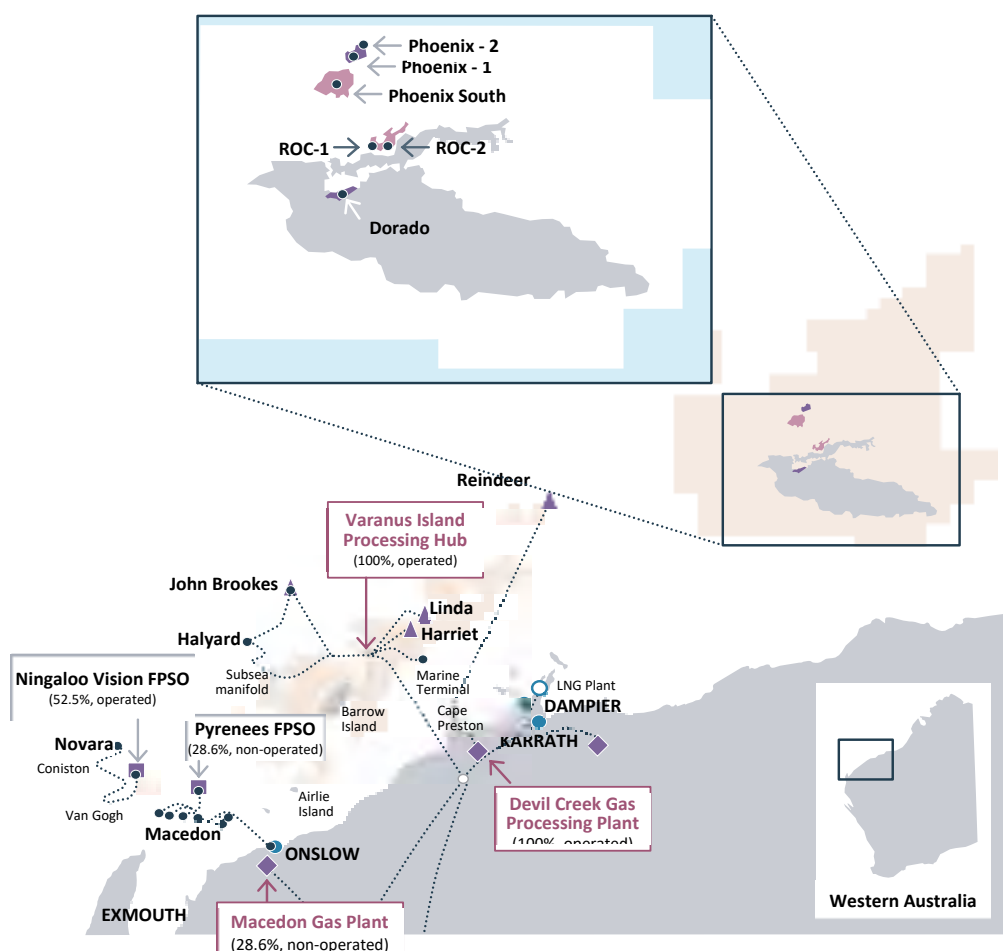 Phoenix - 2
Phoenix - 1
Phoenix South
ROC-1
ROC-2
Dorado
Reindeer
Varanus Island
Processing Hub
(100%, operated)
John Brookes
Linda
Harriet
Halyard
Subsea
manifold
Marine
Terminal
Ningaloo Vision FPSO
(52.5%, operated)
Barrow
Island
Cape
Preston
LNG Plant
DAMPIER
KARRATH
Pyrenees FPSO
(28.6%, non-operated)
Novara
Coniston
Van Gogh
Macedon
Airlie
Island
Devil Creek Gas
Processing Plant
(100%, operated)
ONSLOW
EXMOUTH
Macedon Gas Plant
(28.6%, non-operated)
Western Australia